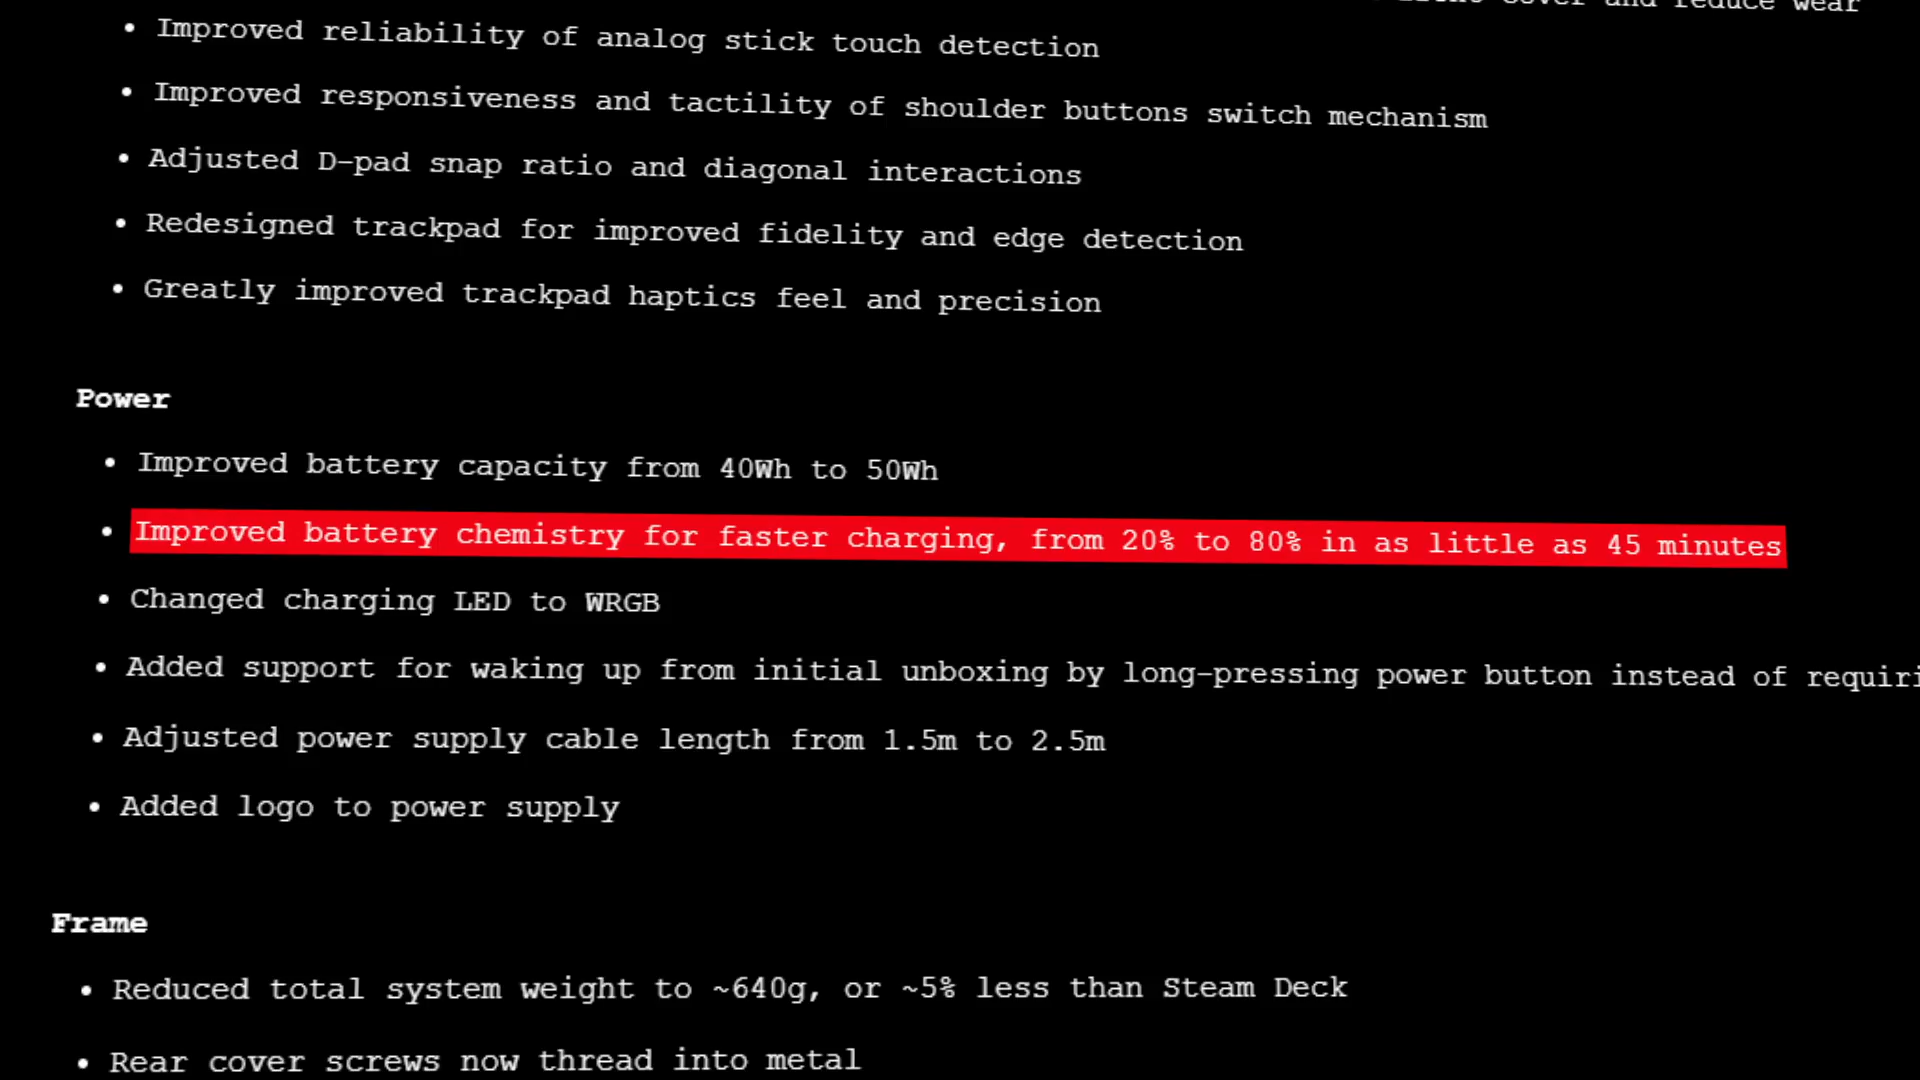 cover and reduce wear
• Improved reliability of analog stick touch detection
• Improved responsiveness and tactility of shoulder buttons switch mechanism
• Adjusted D-pad snap ratio and diagonal interactions
• Redesigned trackpad for improved fidelity and edge detection
• Greatly improved trackpad haptics feel and precision
Power
• Improved battery capacity from 40Wh to 50Wh
• Improved battery chemistry for faster charging, from 20% to 80% in as little as 45 minutes
• Changed charging LED to WRGB
• Added support for waking up from initial unboxing by long-pressing power button instead of requiri
• Adjusted power supply cable length from 1.5m to 2.5m
• Added logo to power supply
Frame
• Reduced total system weight to ~640g, or ~5% less than Steam Deck
• Rear cover screws now thread into metal